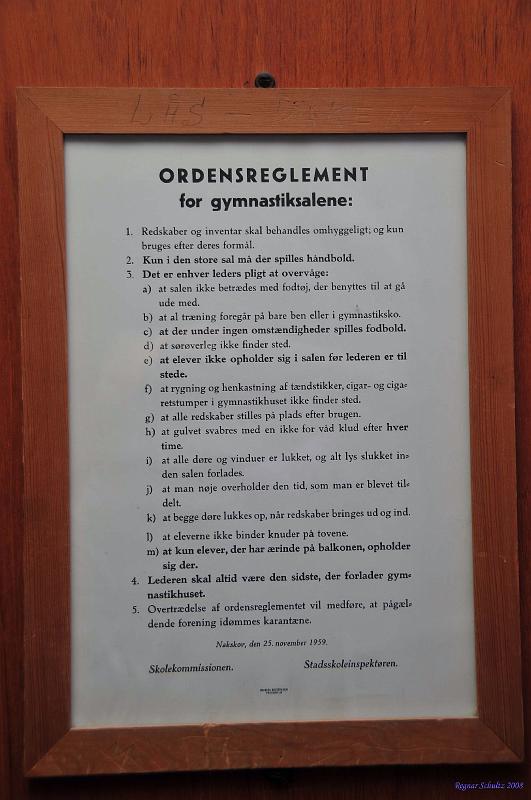 LÅS –
ORDENSREGLEMENT
for gymnastiksalene:
1. Redskaber og inventar skal behandles omhyggeligt; og kun
bruges efter deres formål.
2. Kun i den store sal må der spilles håndbold.
3. Det er enhver leders pligt at overvåge:
a) at salen ikke betrædes med fodtøj, der benyttes til at gå
ude med.
b) at al træning foregår på bare ben eller i gymnastiksko.
c) at der under ingen omstændigheder spilles fodbold.
d) at sørøverleg ikke finder sted.
e) at elever ikke opholder sig i salen før lederen er til
stede.
f) at rygning og henkastning af tændstikker, cigar- og ciga-
retstumper i gymnastikhuset ikke finder sted.
g) at alle redskaber stilles på plads efter brugen.
h) at gulvet svabres med en ikke for våd klud efter hver
time.
i) at alle døre og vinduer er lukket, og alt lys slukket in-
den salen forlades.
j) at man nøje overholder den tid, som man er blevet til-
delt.
k) at begge døre lukkes op, når redskaber bringes ud og ind.
l) at eleverne ikke binder knuder på tovene.
m) at kun elever, der har ærinde på balkonen, opholder
sig der.
4. Lederen skal altid være den sidste, der forlader gym-
nastikhuset.
5. Overtrædelse af ordensreglementet vil medføre, at pågæl-
dende forening idømmes karantæne.
Nakskov, den 25. november 1959.
Skolekommissionen. Stadsskoleinspektøren.
Regnar Schultz 2008